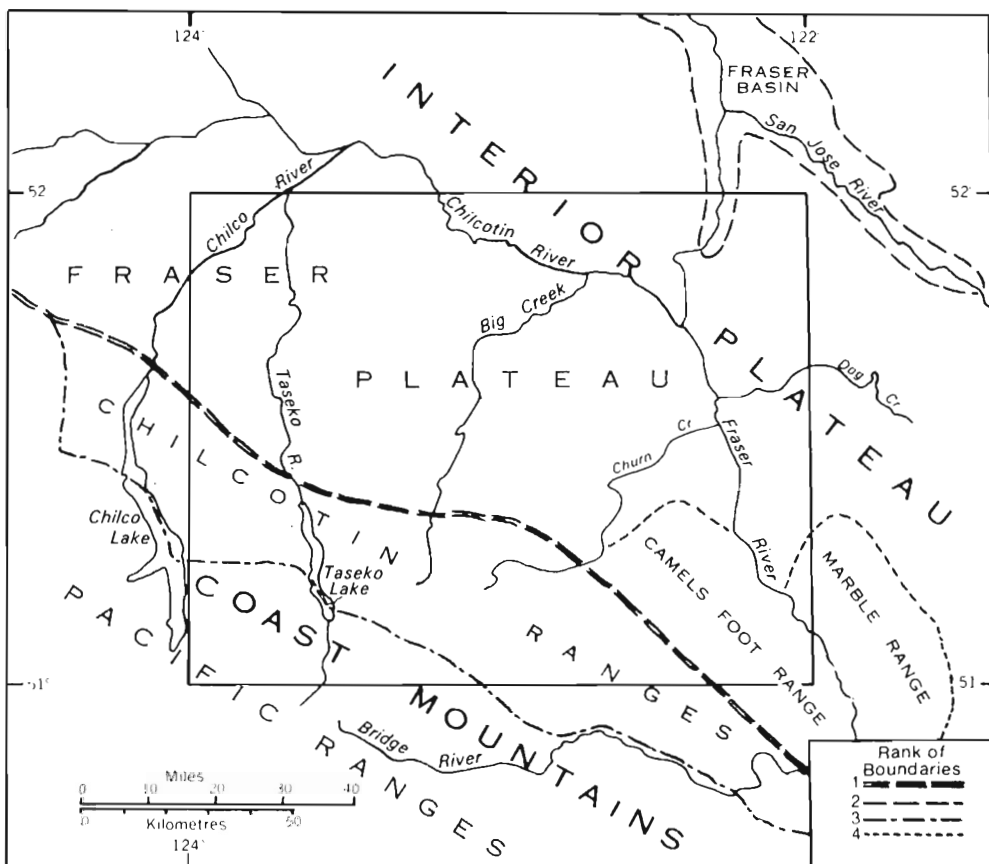 124°
122°
INTERIOR PLATEAU
FRASER
BASIN
San Jose River
52°
52°
Chilco River
Chilcotin River
FRASER PLATEAU
Big Creek
Dog Cr
Taseko R.
Churn Cr
Fraser River
CHILCOTIN RANGES
Chilco
Lake
Taseko
Lake
CAMELS FOOT RANGE
MARBLE RANGE
COAST MOUNTAINS
PACIFIC RANGES
51°
51
Bridge River
Miles
0 10 20 30 40
0 50
Kilometres
124°
Rank of
Boundaries
1
2
3
4